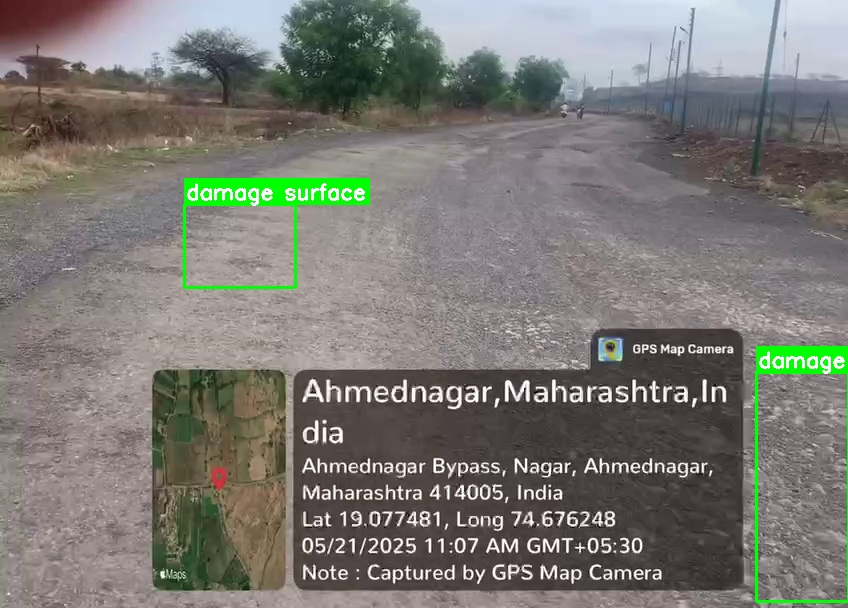 damage surface
GPS Map Camera
damage
Ahmednagar,Maharashtra,In
dia
Ahmednagar Bypass, Nagar, Ahmednagar,
Maharashtra 414005, India
Lat 19.077481, Long 74.676248
05/21/2025 11:07 AM GMT+05:30
Note : Captured by GPS Map Camera
Maps